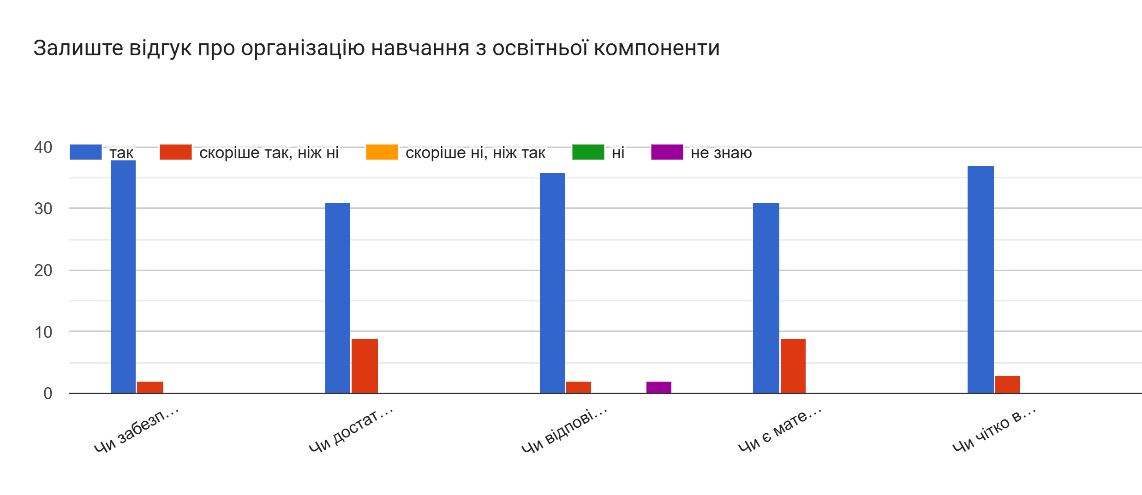 Залиште відгук про організацію навчання з освітньої компоненти
40 так скоріше так, ніж ні скоріше ні, ніж так ні не знаю
30
20
10
0
Чи забезп… Чи достат… Чи відпові… Чи є мате… Чи чітко в…